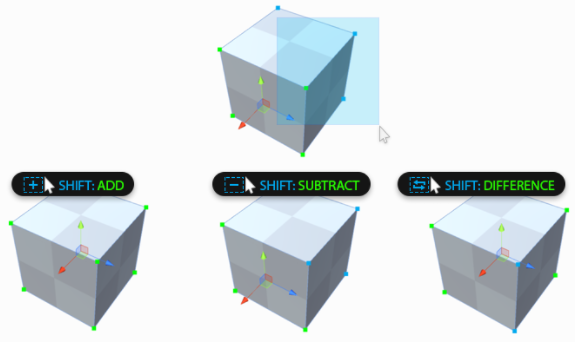 SHIFT: ADD
SHIFT: SUBTRACT
SHIFT: DIFFERENCE